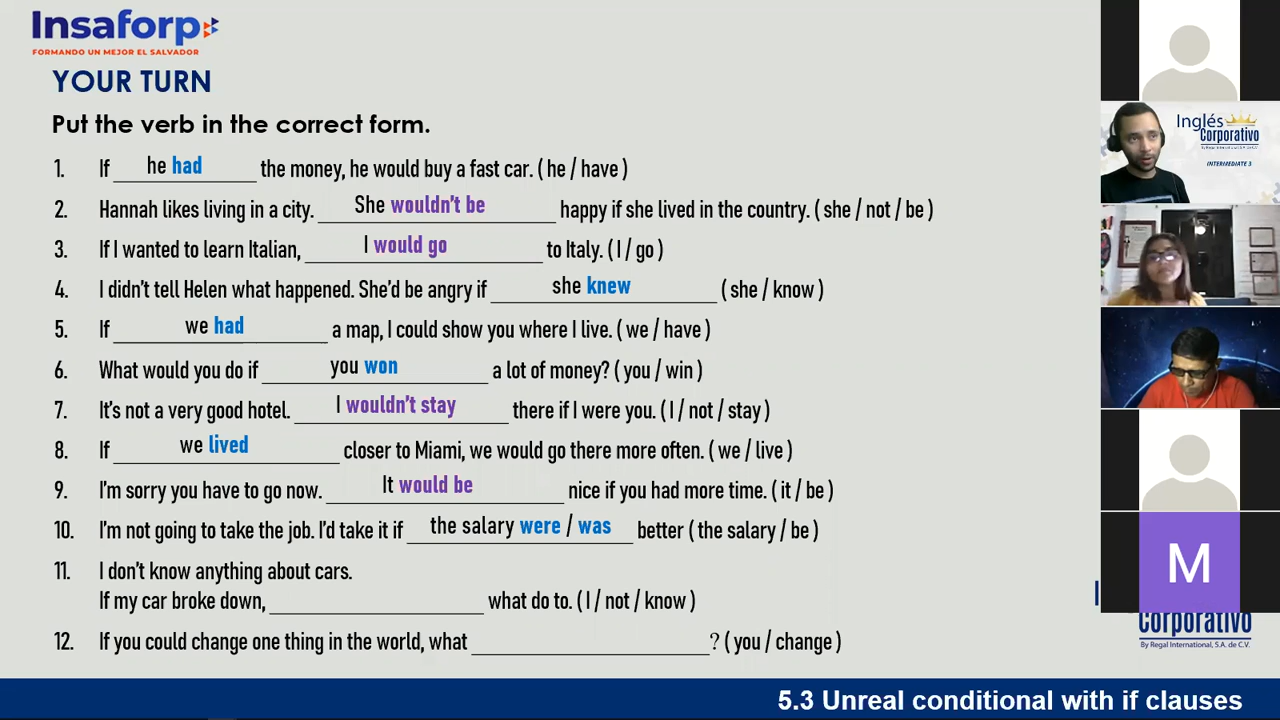 Insaforp
FORMANDO UN MEJOR EL SALVADOR
YOUR TURN
Put the verb in the correct form.
1. If he had the money, he would buy a fast car. ( he / have )
2. Hannah likes living in a city. She wouldn't be happy if she lived in the country. ( she / not / be )
3. If I wanted to learn Italian, I would go to Italy. ( I / go )
4. I didn't tell Helen what happened. She'd be angry if she knew ( she / know )
5. If we had a map, I could show you where I live. ( we / have )
6. What would you do if you won a lot of money? ( you / win )
7. It's not a very good hotel. I wouldn't stay there if I were you. ( I / not / stay )
8. If we lived closer to Miami, we would go there more often. ( we / live )
9. I'm sorry you have to go now. It would be nice if you had more time. ( it / be )
10. I'm not going to take the job. I'd take it if the salary were / was better ( the salary / be )
11. I don't know anything about cars.
If my car broke down, ____________________ what do to. ( I / not / know )
12. If you could change one thing in the world, what ______________________ ? ( you / change )
5.3 Unreal conditional with if clauses
Inglés
Corporativo
By Regal International, S.A. de C.V.
INTERMEDIATE 3
M
Corporativo
By Regal International, S.A. de C.V.